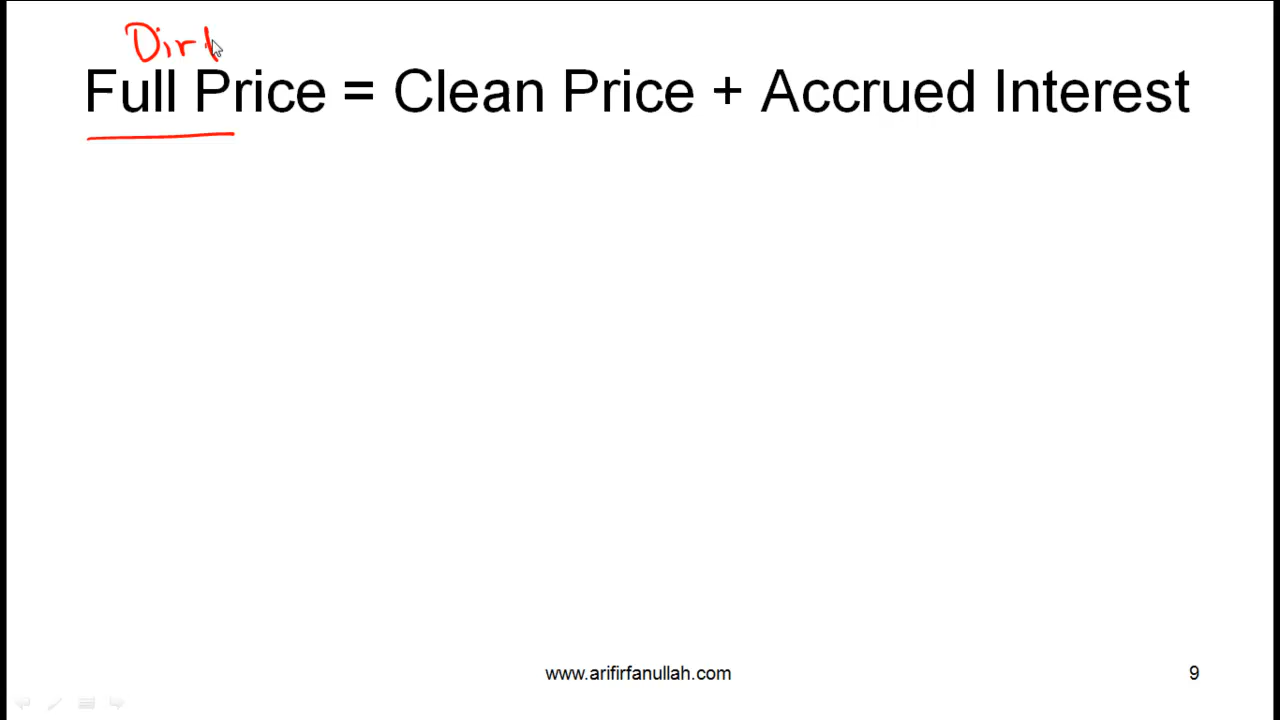 Dirt
Full Price = Clean Price + Accrued Interest
www.arifirfanullah.com
9